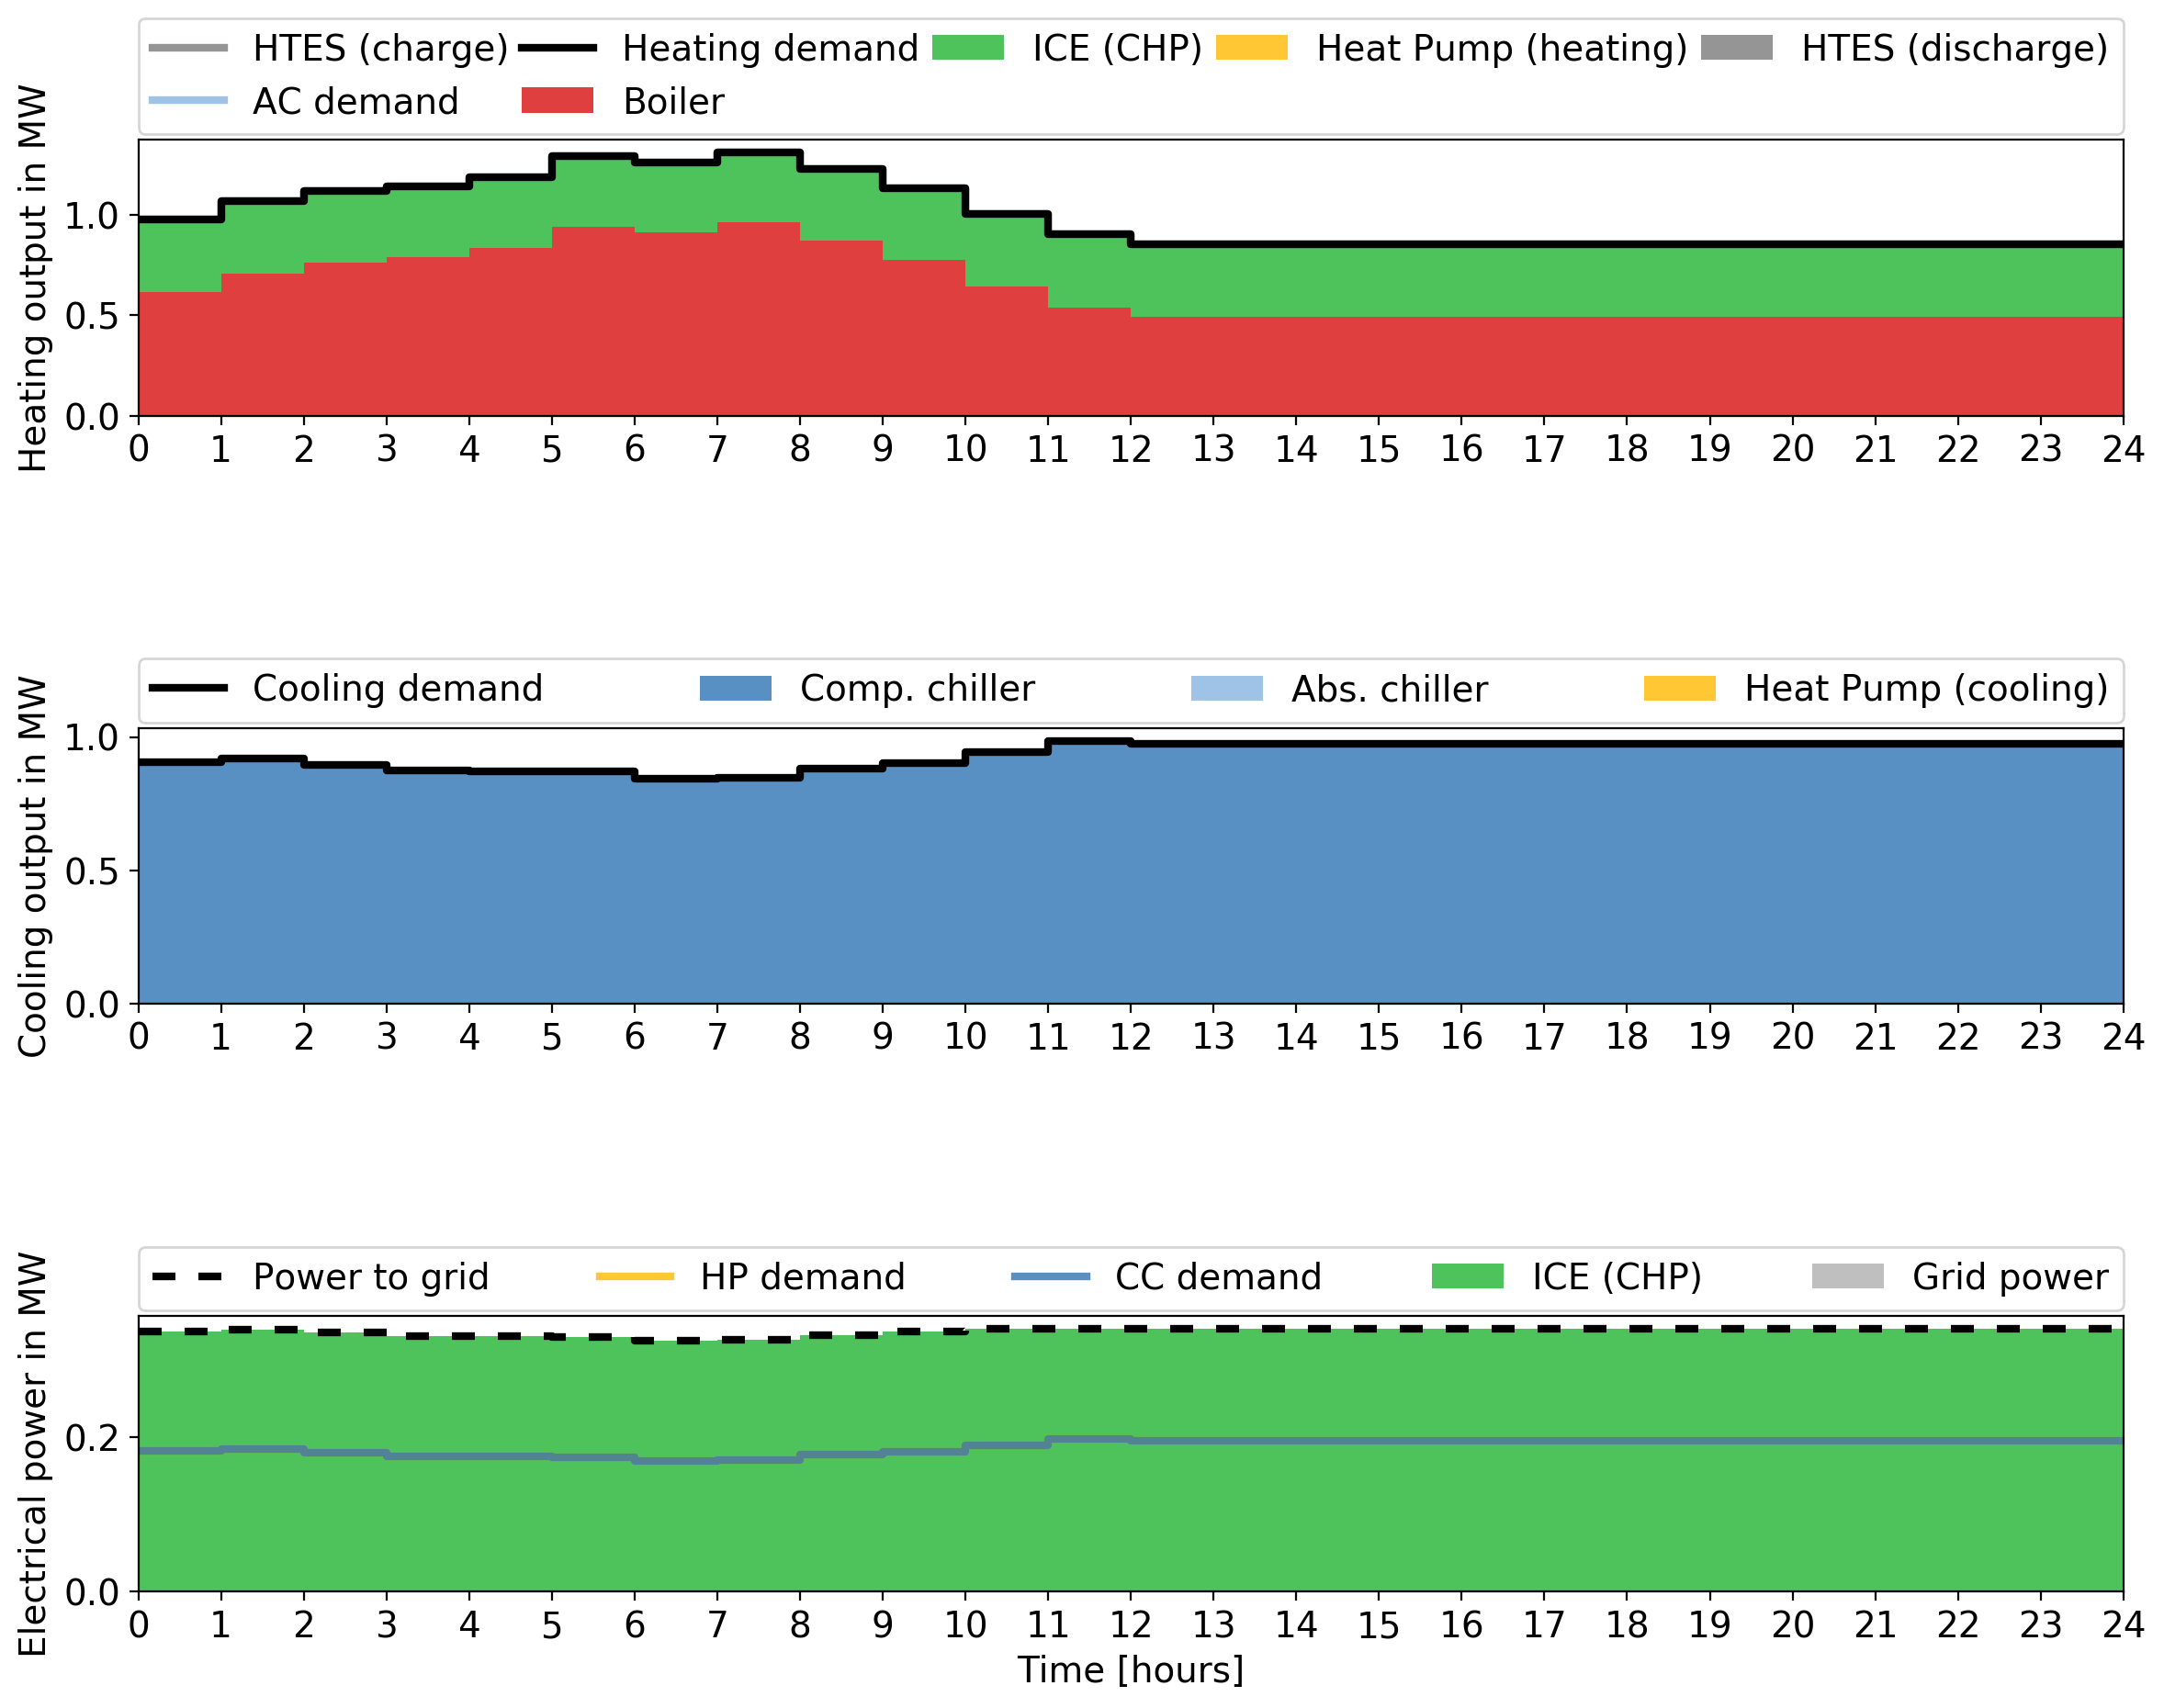 HTES (charge) Heating demand ICE (CHP) Heat Pump (heating) HTES (discharge)
AC demand Boiler
Heating output in MW
1.0
0.5
0.0
0 1 2 3 4 5 6 7 8 9 10 11 12 13 14 15 16 17 18 19 20 21 22 23 24
Cooling demand Comp. chiller Abs. chiller Heat Pump (cooling)
Cooling output in MW
1.0
0.5
0.0
0 1 2 3 4 5 6 7 8 9 10 11 12 13 14 15 16 17 18 19 20 21 22 23 24
Power to grid HP demand CC demand ICE (CHP) Grid power
Electrical power in MW
0.2
0.0
0 1 2 3 4 5 6 7 8 9 10 11 12 13 14 15 16 17 18 19 20 21 22 23 24
Time [hours]